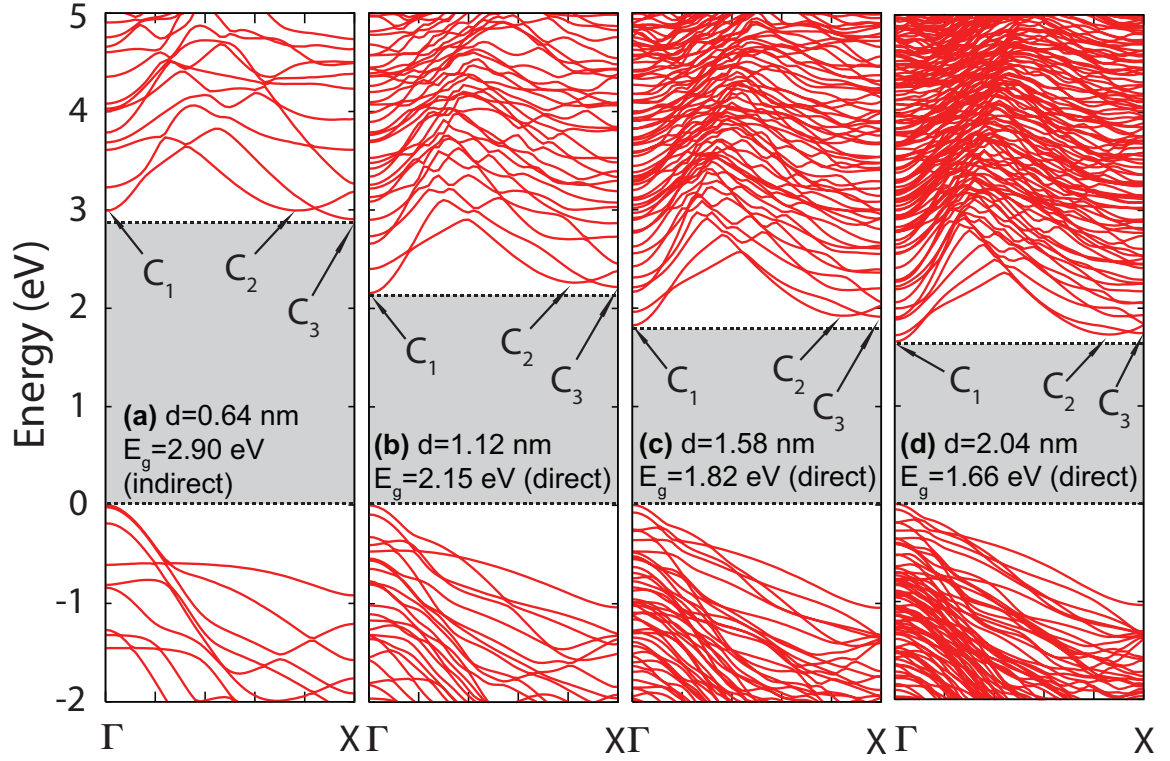 Energy (eV)
5
4
3
2
1
0
-1
-2
C1
C2
C3
(a) d=0.64 nm
Eg=2.90 eV
(indirect)
Γ
X
C1
C2
C3
(b) d=1.12 nm
Eg=2.15 eV (direct)
Γ
X
C1
C2
C3
(c) d=1.58 nm
Eg=1.82 eV (direct)
Γ
X
C1
C2
C3
(d) d=2.04 nm
Eg=1.66 eV (direct)
Γ
X